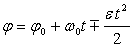 φ = φ₀ + ω₀t ∓ εt²/2